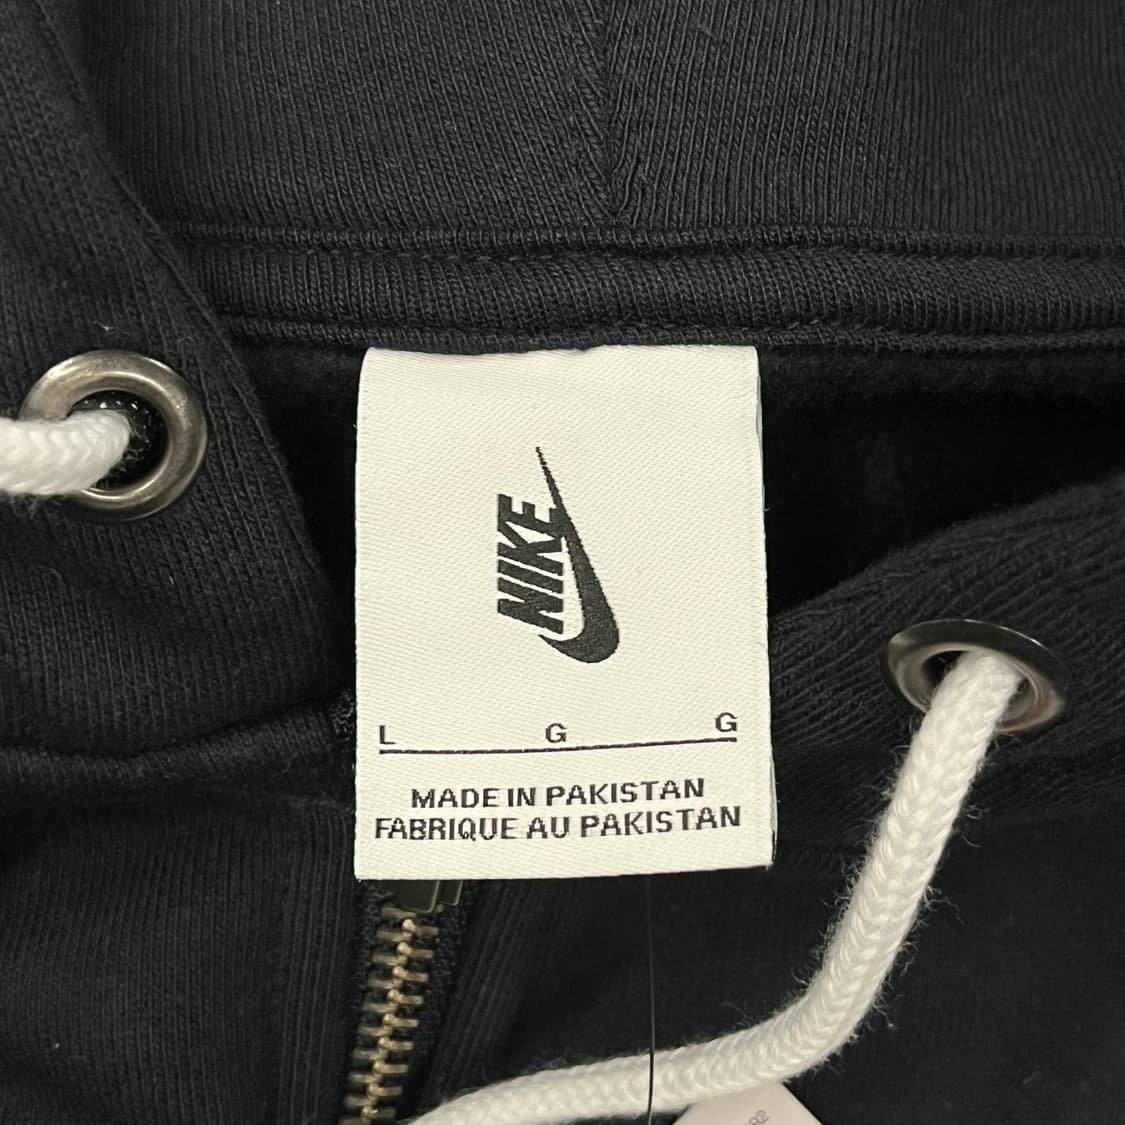 NIKE
L G G
MADE IN PAKISTAN
FABRIQUE AU PAKISTAN